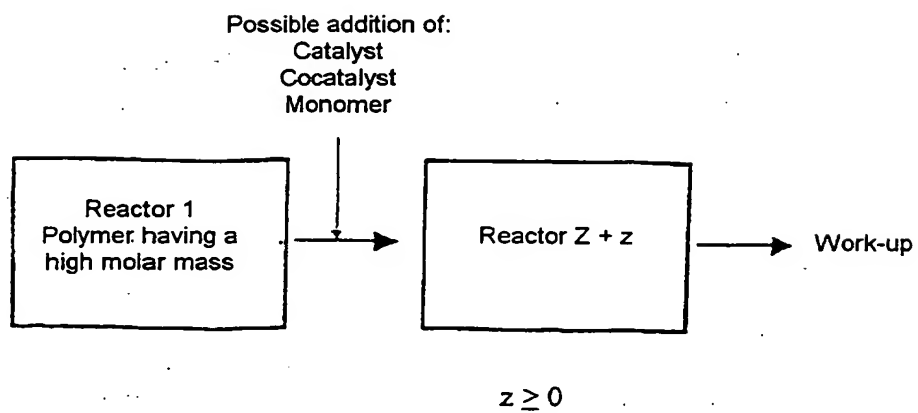 Possible addition of:
Catalyst
Cocatalyst
Monomer
Reactor 1
Polymer having a
high molar mass
Reactor Z + z
Work-up
z ≥ 0